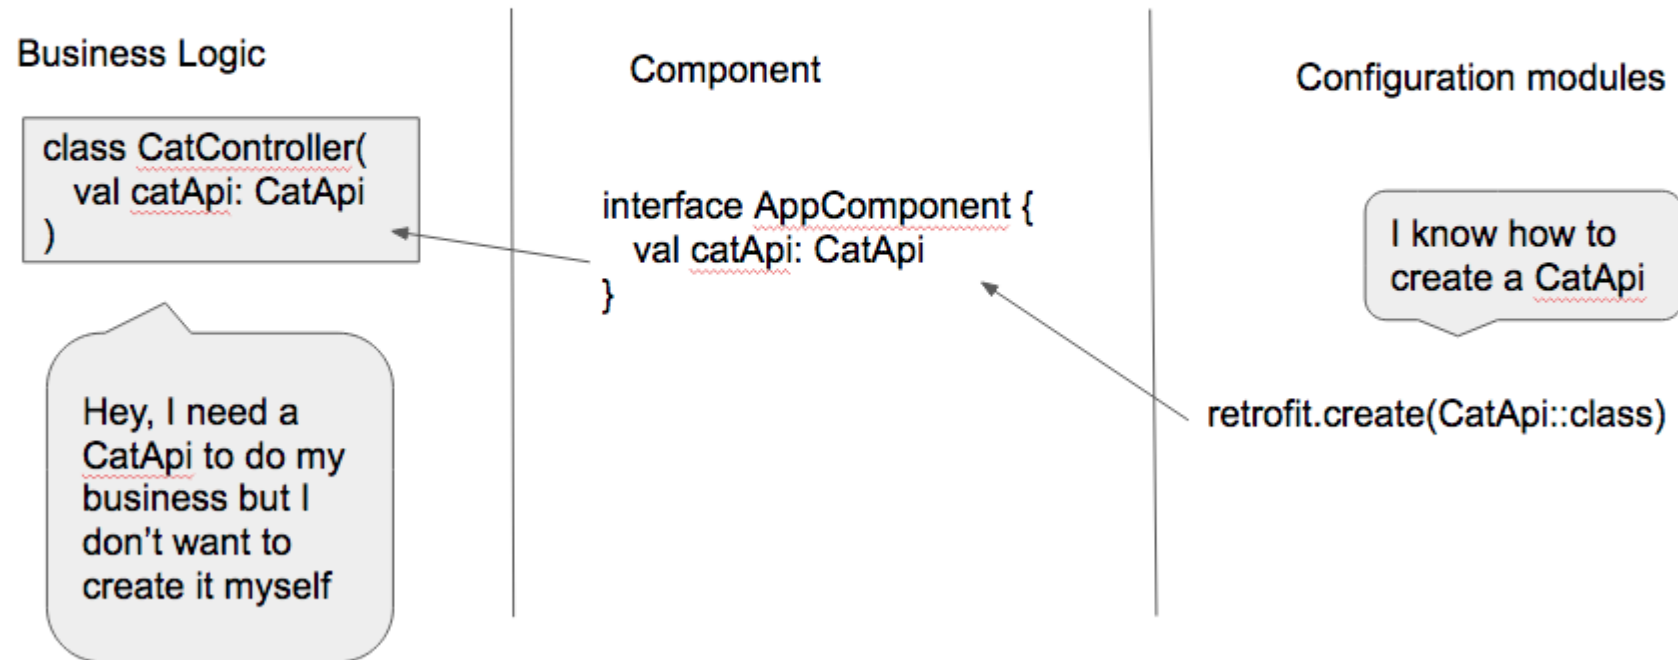 Business Logic
class CatController(
val catApi: CatApi
)
Hey, I need a
CatApi to do my
business but I
don't want to
create it myself
Component
interface AppComponent {
val catApi: CatApi
}
Configuration modules
I know how to
create a CatApi
retrofit.create(CatApi::class)